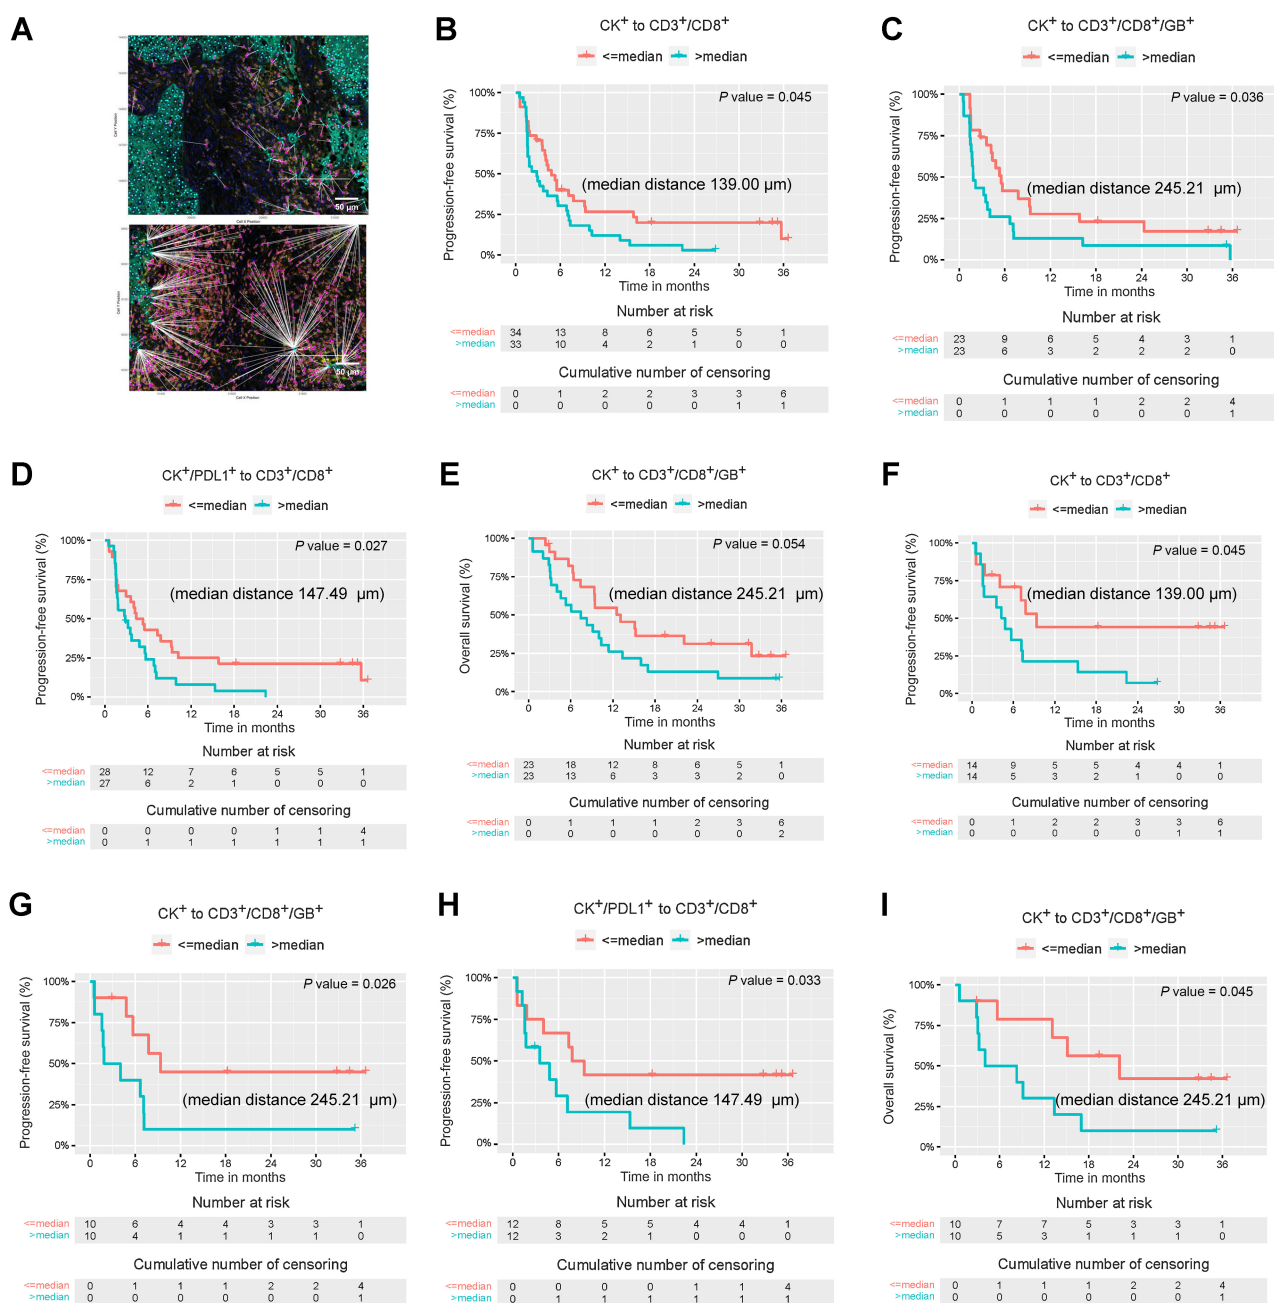 A
Cell Y Position
50 µm
Cell X Position
Cell Y Position
50 µm
Cell X Position
B
CK+ to CD3+/CD8+
<=median >median
P value = 0.045
(median distance 139.00 µm)
Progression-free survival (%)
100%
75%
50%
25%
0%
0 6 12 18 24 30 36
Time in months
Number at risk
<=median 34 13 8 6 5 5 1
>median 33 10 4 2 1 0 0
Cumulative number of censoring
<=median 0 1 2 2 3 3 6
>median 0 0 0 0 0 1 1
C
CK+ to CD3+/CD8+/GB+
<=median >median
P value = 0.036
(median distance 245.21 µm)
Progression-free survival (%)
100%
75%
50%
25%
0%
0 6 12 18 24 30 36
Time in months
Number at risk
<=median 23 9 6 5 4 3 1
>median 23 6 3 2 2 2 0
Cumulative number of censoring
<=median 0 1 1 1 2 2 4
>median 0 0 0 0 0 0 1
D
CK+/PDL1+ to CD3+/CD8+
<=median >median
P value = 0.027
(median distance 147.49 µm)
Progression-free survival (%)
100%
75%
50%
25%
0%
0 6 12 18 24 30 36
Time in months
Number at risk
<=median 28 12 7 6 5 5 1
>median 27 6 2 1 0 0 0
Cumulative number of censoring
<=median 0 0 0 0 1 1 4
>median 0 1 1 1 1 1 1
E
CK+ to CD3+/CD8+/GB+
<=median >median
P value = 0.054
(median distance 245.21 µm)
Overall survival (%)
100%
75%
50%
25%
0%
0 6 12 18 24 30 36
Time in months
Number at risk
<=median 23 18 12 8 6 5 1
>median 23 13 6 3 3 2 0
Cumulative number of censoring
<=median 0 1 1 1 2 3 6
>median 0 0 0 0 0 0 2
F
CK+ to CD3+/CD8+
<=median >median
P value = 0.045
(median distance 139.00 µm)
Progression-free survival (%)
100%
75%
50%
25%
0%
0 6 12 18 24 30 36
Time in months
Number at risk
<=median 14 9 5 5 4 4 1
>median 14 5 3 2 1 0 0
Cumulative number of censoring
<=median 0 1 2 2 3 3 6
>median 0 0 0 0 0 1 1
G
CK+ to CD3+/CD8+/GB+
<=median >median
P value = 0.026
(median distance 245.21 µm)
Progression-free survival (%)
100%
75%
50%
25%
0%
0 6 12 18 24 30 36
Time in months
Number at risk
<=median 10 6 4 4 3 3 1
>median 10 4 1 1 1 1 0
Cumulative number of censoring
<=median 0 1 1 1 2 2 4
>median 0 0 0 0 0 0 1
H
CK+/PDL1+ to CD3+/CD8+
<=median >median
P value = 0.033
(median distance 147.49 µm)
Progression-free survival (%)
100%
75%
50%
25%
0%
0 6 12 18 24 30 36
Time in months
Number at risk
<=median 12 8 5 5 4 4 1
>median 12 3 2 1 0 0 0
Cumulative number of censoring
<=median 0 0 0 0 1 1 4
>median 0 1 1 1 1 1 1
I
CK+ to CD3+/CD8+/GB+
<=median >median
P value = 0.045
(median distance 245.21 µm)
Overall survival (%)
100%
75%
50%
25%
0%
0 6 12 18 24 30 36
Time in months
Number at risk
<=median 10 7 7 5 3 3 1
>median 10 5 3 1 1 1 0
Cumulative number of censoring
<=median 0 1 1 1 2 2 4
>median 0 0 0 0 0 0 1